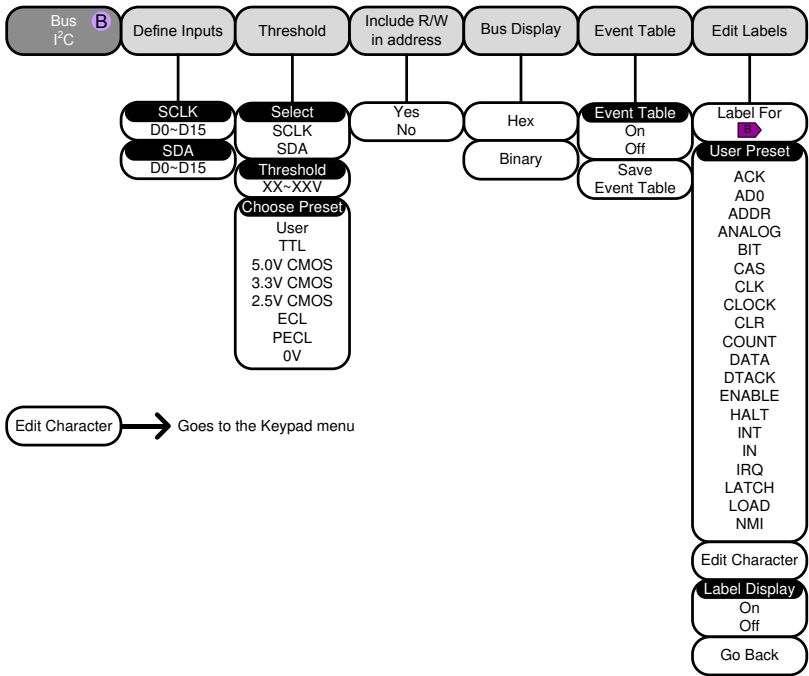 Bus B
I²C
Define Inputs
Threshold
Include R/W
in address
Bus Display
Event Table
Edit Labels
SCLK
D0~D15
SDA
D0~D15
Select
SCLK
SDA
Threshold
XX~XXV
Choose Preset
User
TTL
5.0V CMOS
3.3V CMOS
2.5V CMOS
ECL
PECL
0V
Yes
No
Hex
Binary
Event Table
On
Off
Save
Event Table
Label For
B
User Preset
ACK
AD0
ADDR
ANALOG
BIT
CAS
CLK
CLOCK
CLR
COUNT
DATA
DTACK
ENABLE
HALT
INT
IN
IRQ
LATCH
LOAD
NMI
Edit Character
Label Display
On
Off
Go Back
Edit Character
Goes to the Keypad menu